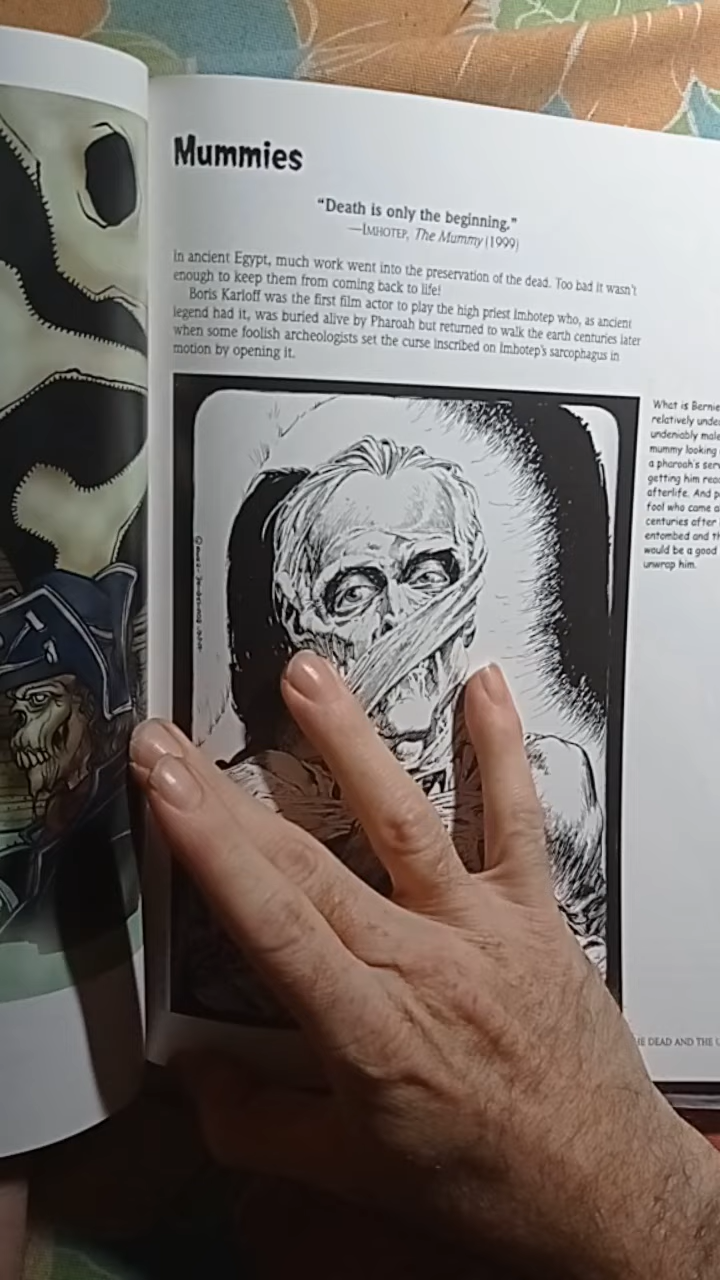 Mummies
“Death is only the beginning.”
—IMHOTEP, The Mummy (1999)
In ancient Egypt, much work went into the preservation of the dead. Too bad it wasn't
enough to keep them from coming back to life!
Boris Karloff was the first film actor to play the high priest Imhotep who, as ancient
legend had it, was buried alive by Pharoah but returned to walk the earth centuries later
when some foolish archeologists set the curse inscribed on Imhotep's sarcophagus in
motion by opening it.
What is Bernie
relatively
undeniably
mummy looking
a pharoah's
getting him
afterlife. And
fool who came
centuries after
entombed and
would be a good
unwrap him.
DEAD AND THE